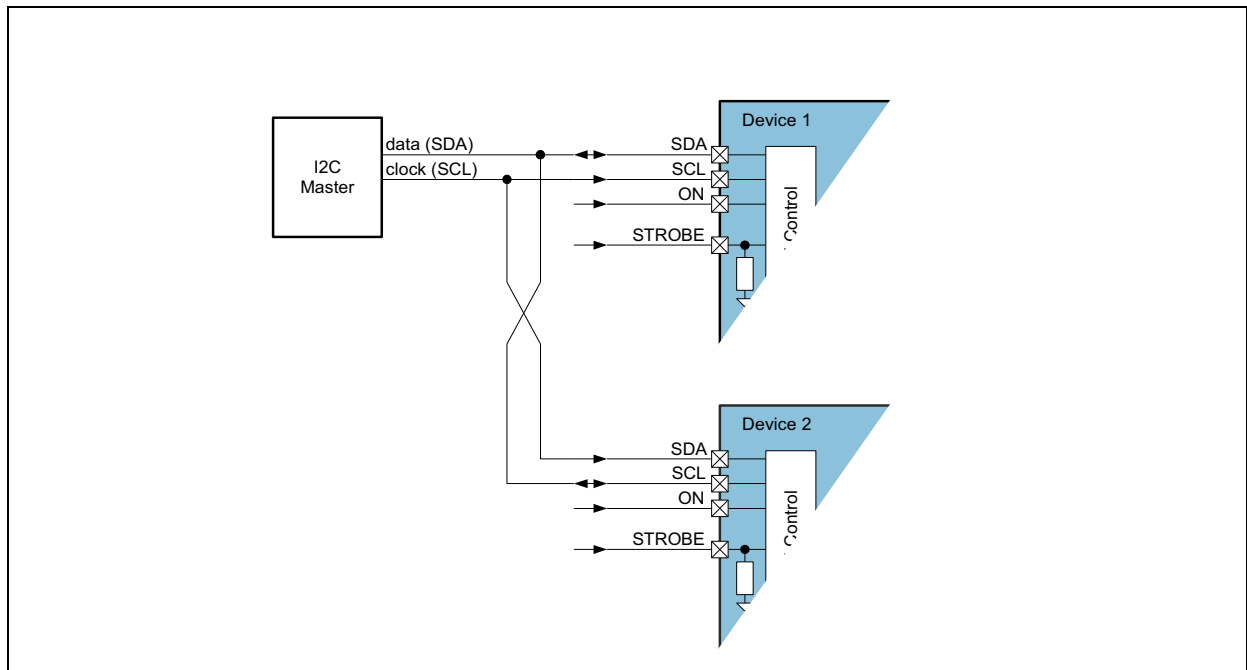 Device 1
data (SDA)
SDA
I2C
Master
clock (SCL)
SCL
ON
STROBE
Control
Device 2
SDA
SCL
ON
STROBE
Control